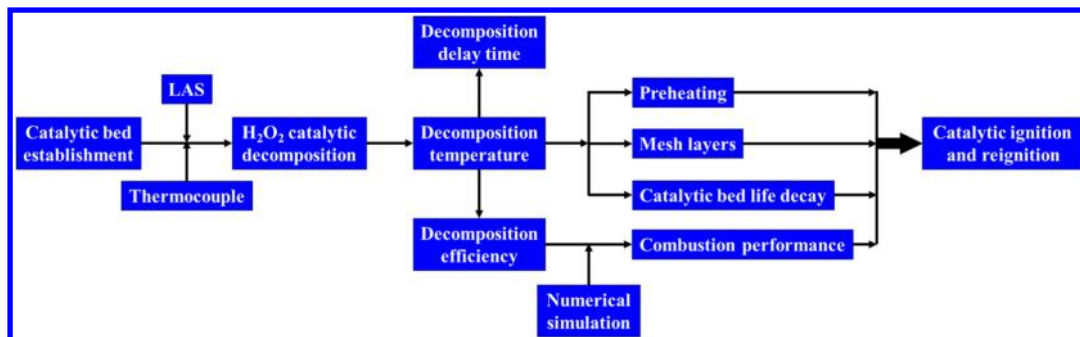 Decomposition
delay time
LAS
Catalytic bed
establishment
Thermocouple
H₂O₂ catalytic
decomposition
Decomposition
temperature
Decomposition
efficiency
Numerical
simulation
Preheating
Mesh layers
Catalytic bed life decay
Combustion performance
Catalytic ignition
and reignition